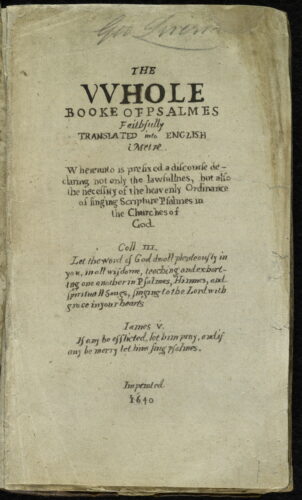 THE
VVHOLE
BOOKE OF PSALMES
Faithfully
TRANSLATED into ENGLISH
Metre
Whereunto is prefixed a discourse de-
claring not only the lawfullnes, but also
the necessity of the heavenly Ordinance
of singing Scripture Psalmes in
the Churches of
God.
Coll III.
Let the word of God dwell plenteously in
you, in all wisdome, teaching and exhort-
ing one another in Psalmes, Himnes, and
spirituall Songs, singing to the Lord with
grace in your hearts
Iames v.
If any be afflicted, let him pray, and if
any be merry let him sing psalmes.
Imprinted
1640